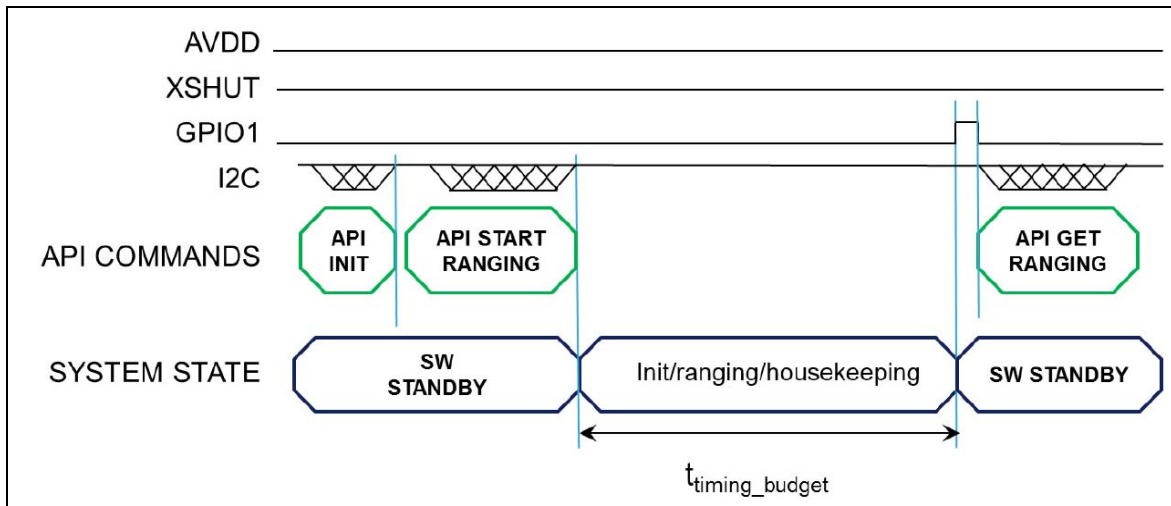 AVDD
XSHUT
GPIO1
I2C
API COMMANDS
API
INIT
API START
RANGING
API GET
RANGING
SYSTEM STATE
SW
STANDBY
Init/ranging/housekeeping
SW STANDBY
ttiming_budget